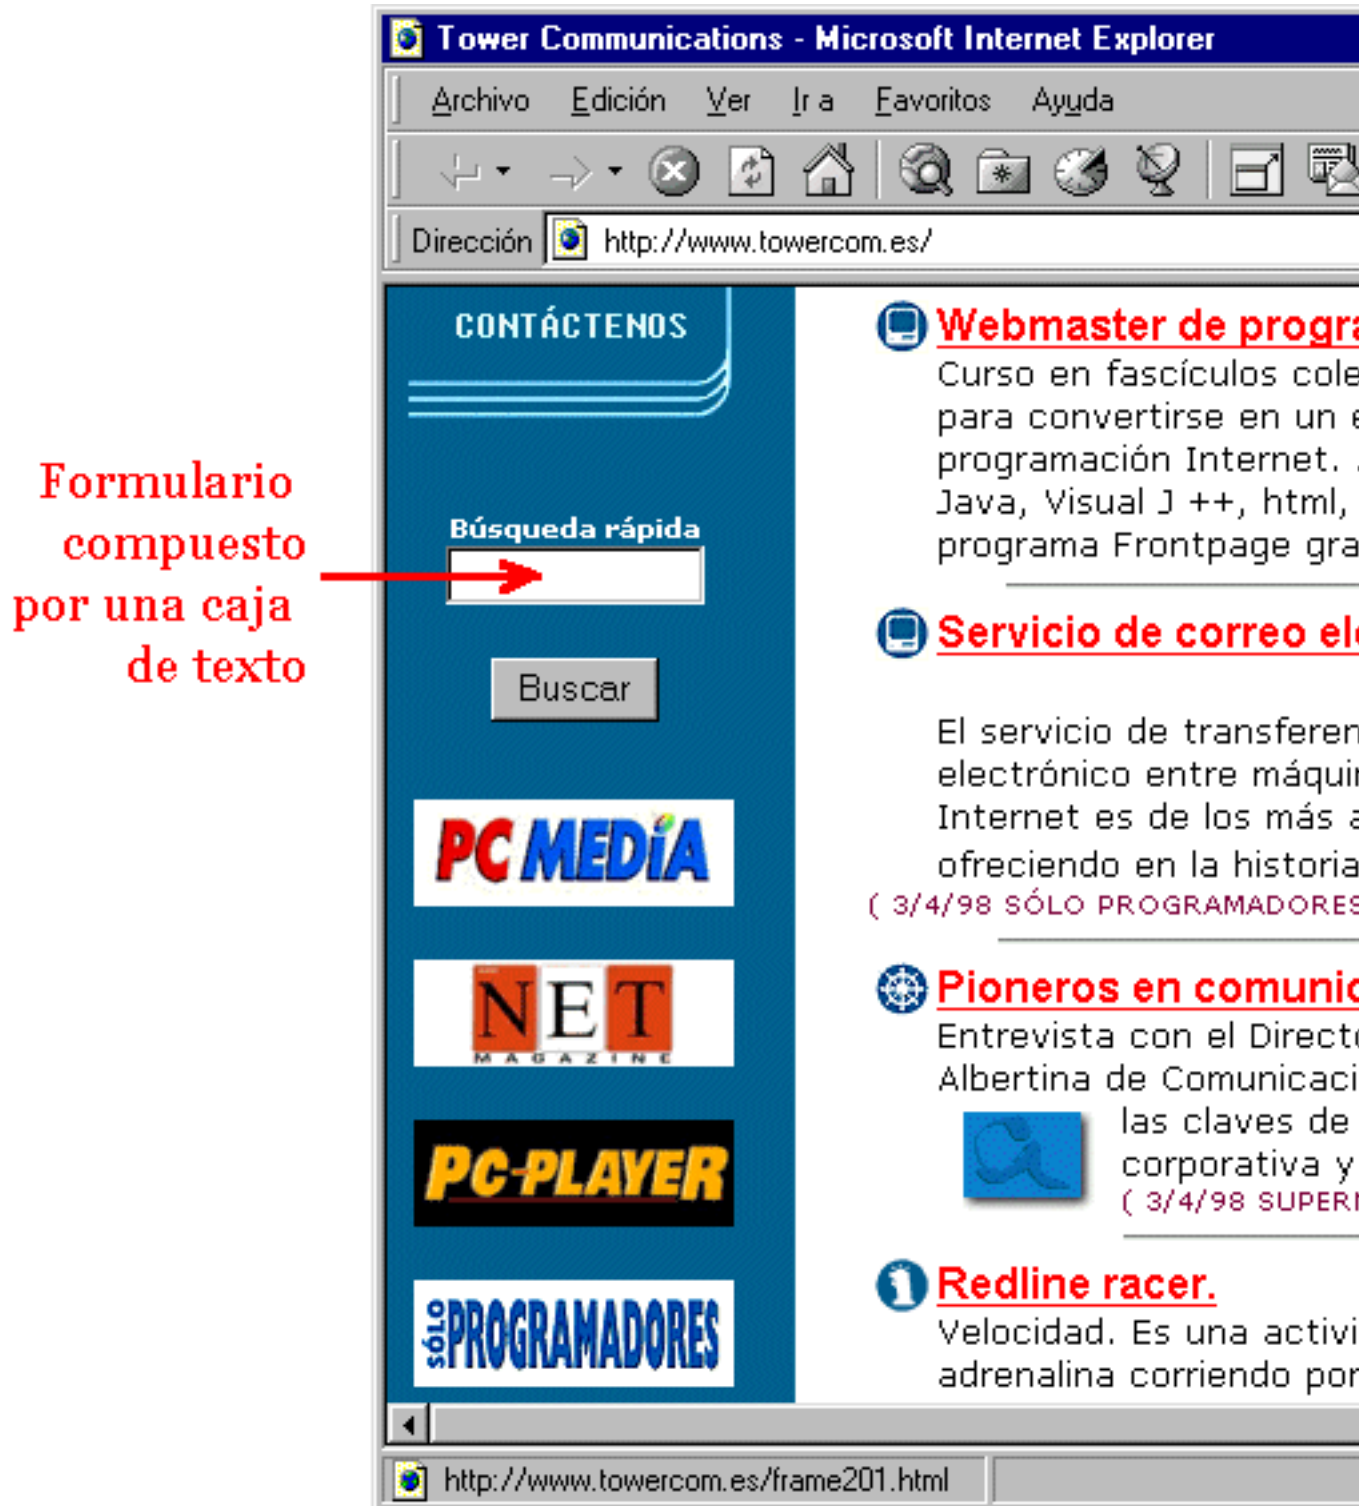 Tower Communications - Microsoft Internet Explorer
Archivo Edición Ver Ir a Favoritos Ayuda
Dirección http://www.towercom.es/
CONTÁCTENOS
Formulario
compuesto
por una caja
de texto
Búsqueda rápida
Buscar
PC MEDÍA
NET
MAGAZINE
PC-PLAYER
SÓLO PROGRAMADORES
Webmaster de progra
Curso en fascículos cole
para convertirse en un e
programación Internet.
Java, Visual J ++, html,
programa Frontpage gra
Servicio de correo ele
El servicio de transferen
electrónico entre máquin
Internet es de los más a
ofreciendo en la historia
( 3/4/98 SÓLO PROGRAMADORES
Pioneros en comunic
Entrevista con el Directo
Albertina de Comunicaci
las claves de
corporativa y
( 3/4/98 SUPERN
Redline racer.
Velocidad. Es una activi
adrenalina corriendo por
http://www.towercom.es/frame201.html